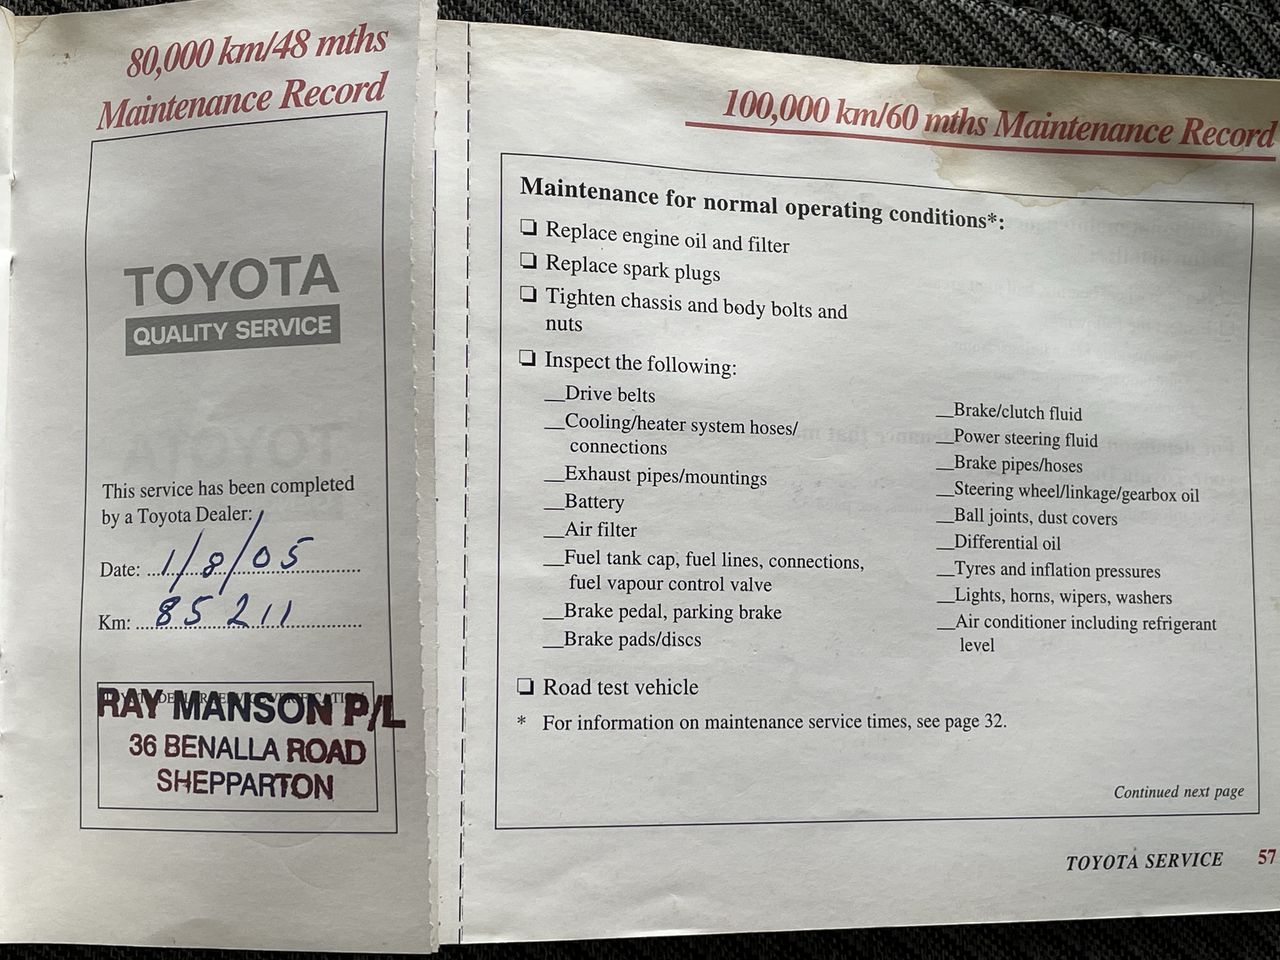 80,000 km/48 mths
Maintenance Record
TOYOTA
QUALITY SERVICE
This service has been completed
by a Toyota Dealer:
Date: 1/8/05
Km: 85211
RAY MANSON P/L
36 BENALLA ROAD
SHEPPARTON
100,000 km/60 mths Maintenance Record
Maintenance for normal operating conditions*:
❏ Replace engine oil and filter
❏ Replace spark plugs
❏ Tighten chassis and body bolts and
nuts
❏ Inspect the following:
__Drive belts
__Cooling/heater system hoses/
connections
__Exhaust pipes/mountings
__Battery
__Air filter
__Fuel tank cap, fuel lines, connections,
fuel vapour control valve
__Brake pedal, parking brake
__Brake pads/discs
__Brake/clutch fluid
__Power steering fluid
__Brake pipes/hoses
__Steering wheel/linkage/gearbox oil
__Ball joints, dust covers
__Differential oil
__Tyres and inflation pressures
__Lights, horns, wipers, washers
__Air conditioner including refrigerant
level
❏ Road test vehicle
* For information on maintenance service times, see page 32.
Continued next page
TOYOTA SERVICE 57